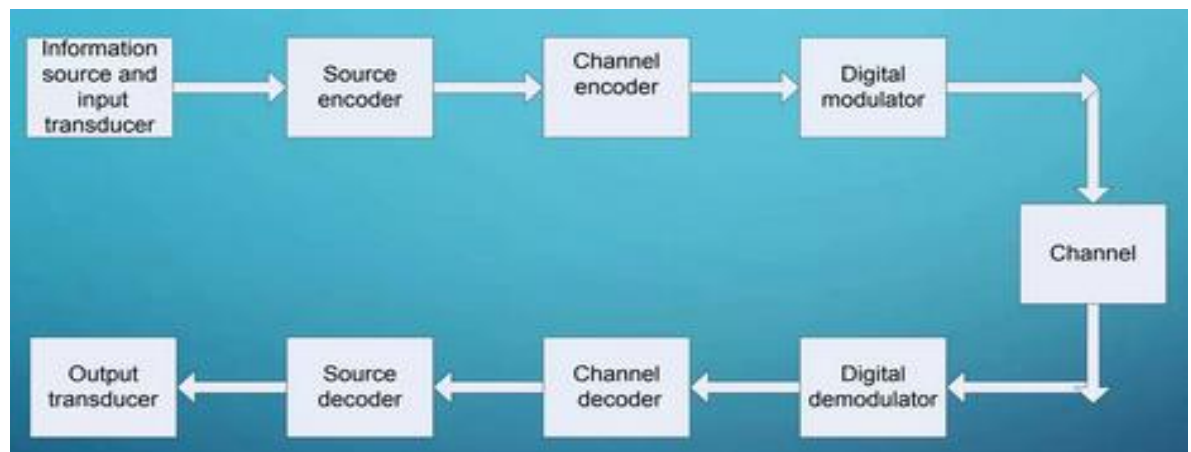 Information
source and
input
transducer
Source
encoder
Channel
encoder
Digital
modulator
Channel
Output
transducer
Source
decoder
Channel
decoder
Digital
demodulator